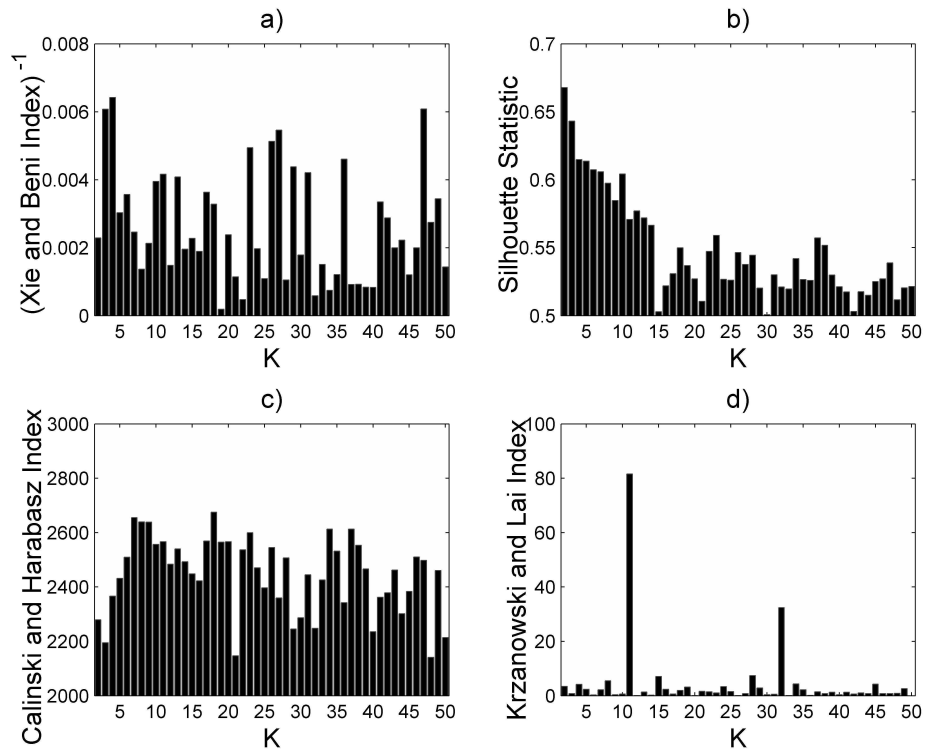 a)
(Xie and Beni Index)⁻¹
0.008
0.006
0.004
0.002
0
5 10 15 20 25 30 35 40 45 50
K
b)
Silhouette Statistic
0.7
0.65
0.6
0.55
0.5
5 10 15 20 25 30 35 40 45 50
K
c)
Calinski and Harabasz Index
3000
2800
2600
2400
2200
2000
5 10 15 20 25 30 35 40 45 50
K
d)
Krzanowski and Lai Index
100
80
60
40
20
0
5 10 15 20 25 30 35 40 45 50
K